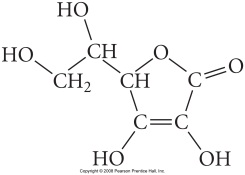 HO
HO CH O
CH₂ CH C O
C C
HO OH
Copyright © 2008 Pearson Prentice Hall, Inc.